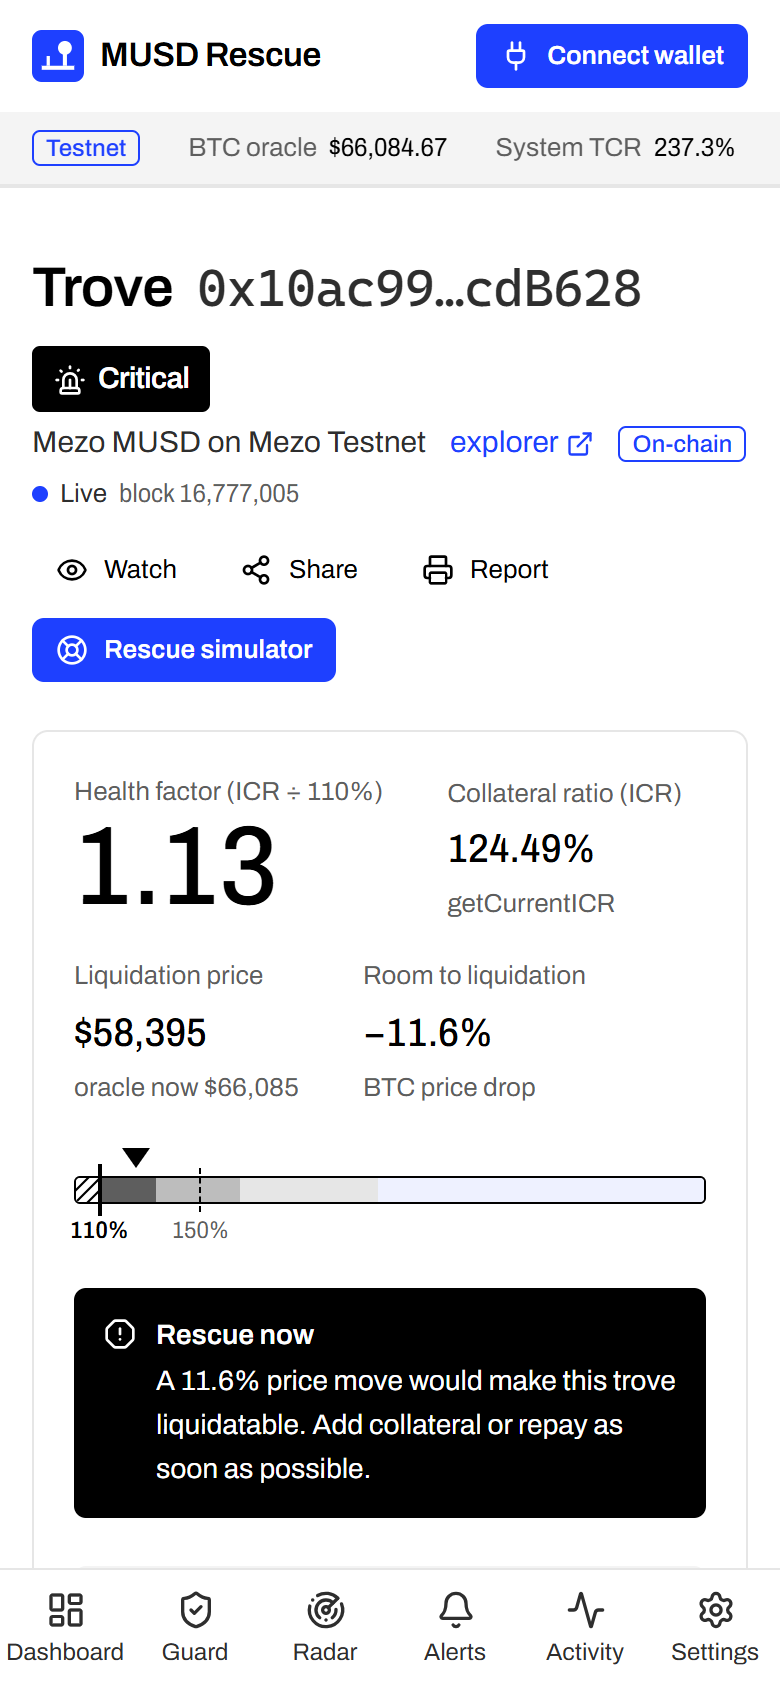 MUSD Rescue
Connect wallet
Testnet BTC oracle $66,084.67 System TCR 237.3%
Trove 0x10ac99…cdB628
Critical
Mezo MUSD on Mezo Testnet explorer On-chain
Live block 16,777,005
Watch Share Report
Rescue simulator
Health factor (ICR ÷ 110%)
1.13
Collateral ratio (ICR)
124.49%
getCurrentICR
Liquidation price
$58,395
oracle now $66,085
Room to liquidation
−11.6%
BTC price drop
110% 150%
Rescue now
A 11.6% price move would make this trove
liquidatable. Add collateral or repay as
soon as possible.
Dashboard Guard Radar Alerts Activity Settings